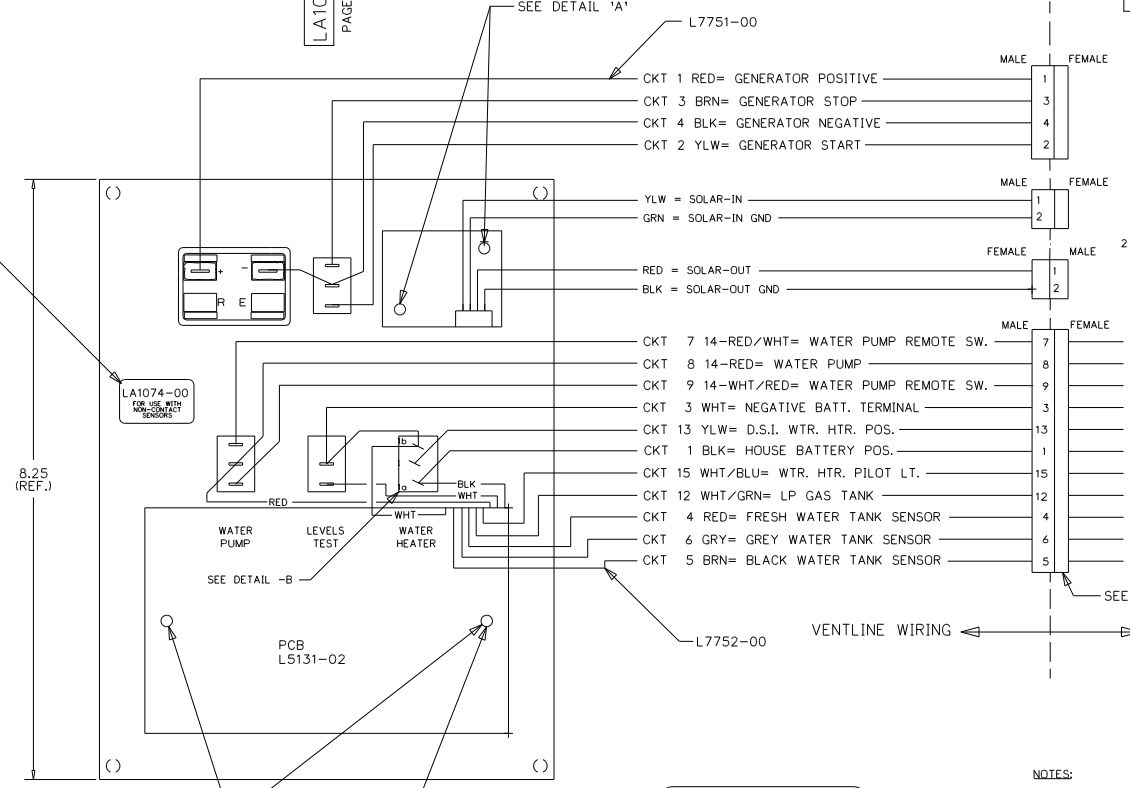 LA10
PAGE
SEE DETAIL 'A'
L7751-00
MALE FEMALE
CKT 1 RED= GENERATOR POSITIVE 1
CKT 3 BRN= GENERATOR STOP 3
CKT 4 BLK= GENERATOR NEGATIVE 4
CKT 2 YLW= GENERATOR START 2
MALE FEMALE
YLW = SOLAR-IN 1
GRN = SOLAR-IN GND 2
FEMALE MALE
2
RED = SOLAR-OUT 1
BLK = SOLAR-OUT GND 2
+ -
R E
MALE FEMALE
CKT 7 14-RED/WHT= WATER PUMP REMOTE SW. 7
CKT 8 14-RED= WATER PUMP 8
CKT 9 14-WHT/RED= WATER PUMP REMOTE SW. 9
CKT 3 WHT= NEGATIVE BATT. TERMINAL 3
CKT 13 YLW= D.S.I. WTR. HTR. POS. 13
CKT 1 BLK= HOUSE BATTERY POS. 1
CKT 15 WHT/BLU= WTR. HTR. PILOT LT. 15
CKT 12 WHT/GRN= LP GAS TANK 12
CKT 4 RED= FRESH WATER TANK SENSOR 4
CKT 6 GRY= GREY WATER TANK SENSOR 6
CKT 5 BRN= BLACK WATER TANK SENSOR 5
LA1074-00
FOR USE WITH
NON-CONTACT
SENSORS
8.25
(REF.)
1b
1
1a
BLK
WHT
RED
WHT
WATER
PUMP
LEVELS
TEST
WATER
HEATER
SEE DETAIL -B
SEE
PCB
L5131-02
L7752-00
VENTLINE WIRING
NOTES: